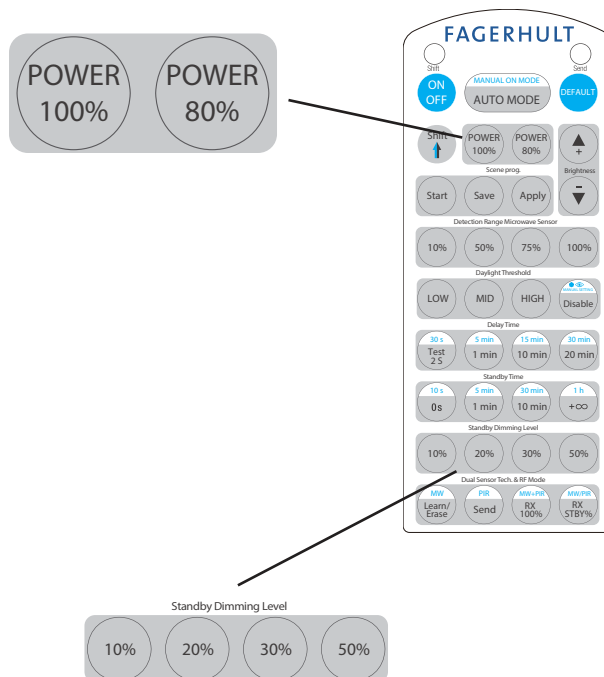 POWER POWER
100% 80%
FAGERHULT
Shift Send
ON
OFF
MANUAL ON MODE
AUTO MODE
DEFAULT
Shift
POWER
100%
POWER
80%
+
Scene prog.
Brightness
Start Save Apply
-
Detection Range Microwave Sensor
10% 50% 75% 100%
Daylight Threshold
LOW MID HIGH
MANUAL SETTING
Disable
Delay Time
30 s 5 min 15 min 30 min
Test
2 S
1 min 10 min 20 min
Standby Time
10 s 5 min 30 min 1 h
0s 1 min 10 min +∞
Standby Dimming Level
10% 20% 30% 50%
Dual Sensor Tech. & RF Mode
MW PIR MW+PIR MW/PIR
Learn/
Erase
Send
RX
100%
RX
STBY%
Standby Dimming Level
10% 20% 30% 50%